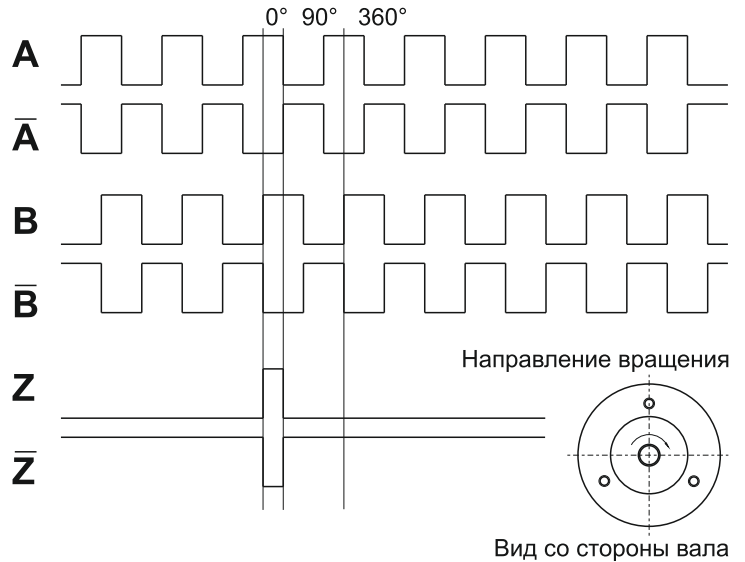 0° 90° 360°
A
A̅
B
B̅
Z
Z̅
Направление вращения
Вид со стороны вала